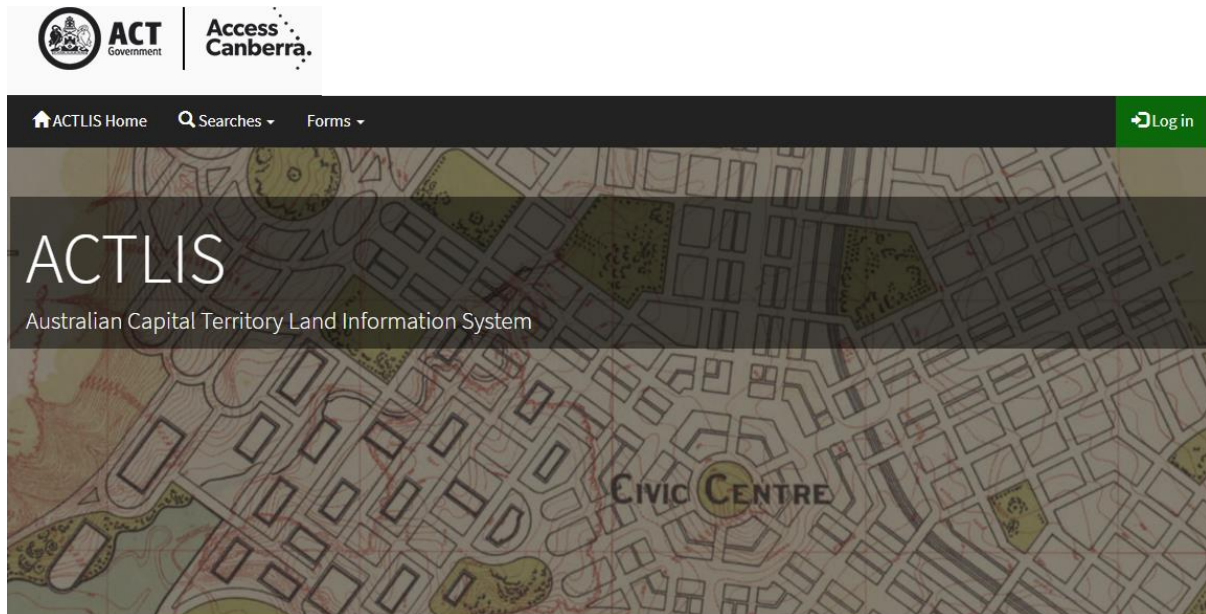 ACT
Government
Access
Canberra.
ACTLIS Home Searches Forms Log in
ACTLIS
Australian Capital Territory Land Information System
CIVIC CENTRE